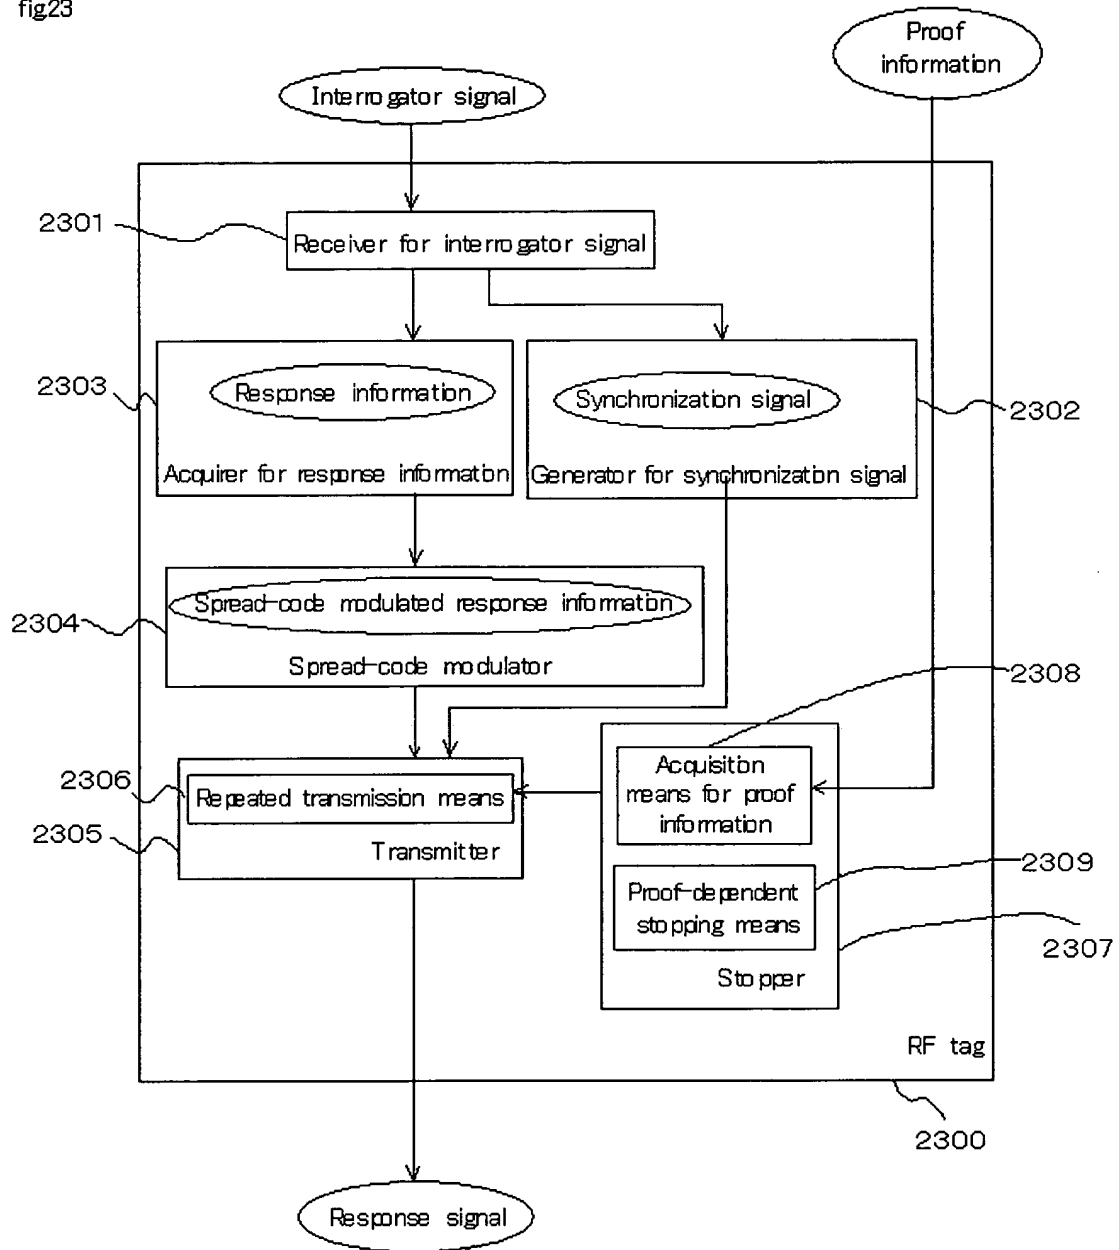 fig23
Proof
information
Interrogator signal
2301
Receiver for interrogator signal
2303
Response information
Synchronization signal
2302
Acquirer for response information
Generator for synchronization signal
2304
Spread-code modulated response information
Spread-code modulator
2308
2306
Repeated transmission means
Acquisition
means for proof
information
2305
Transmitter
2309
Proof-dependent
stopping means
2307
Stopper
RF tag
2300
Response signal